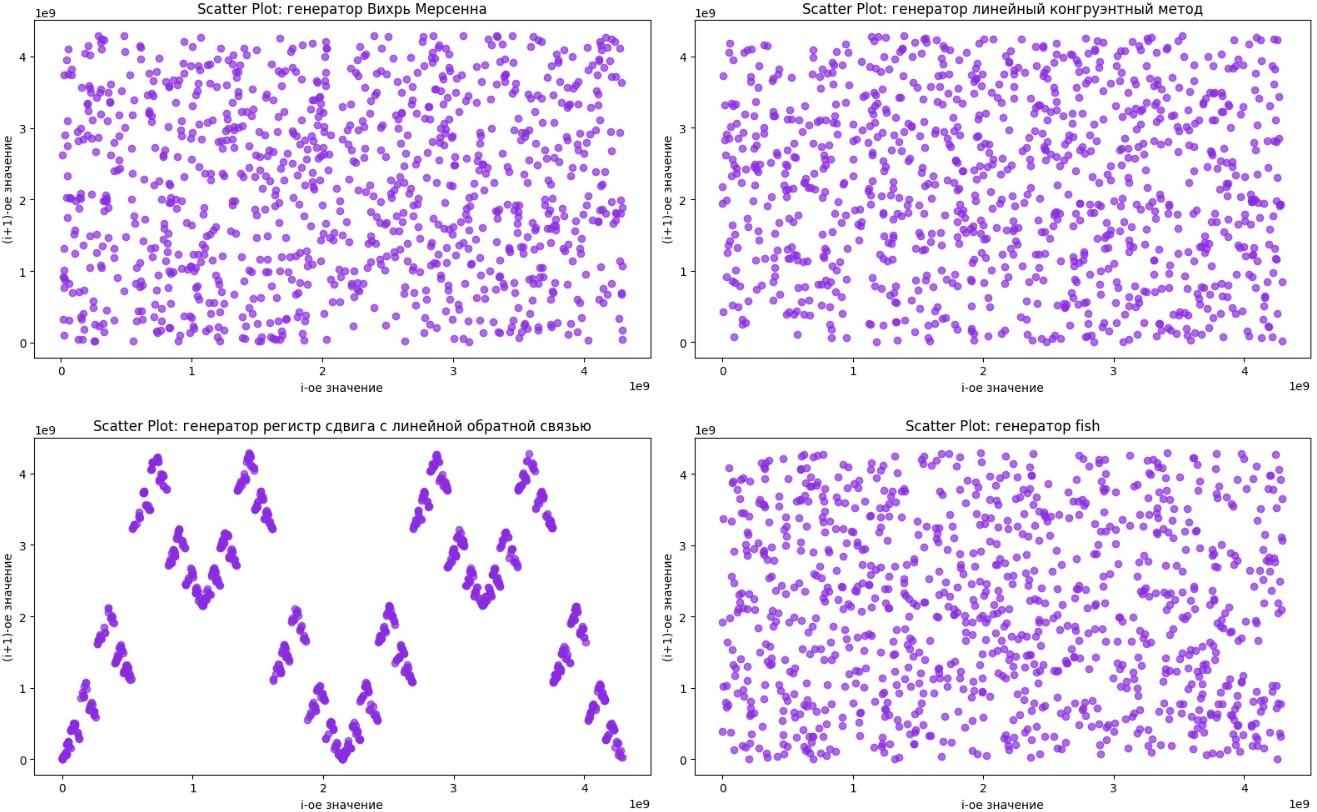 Scatter Plot: генератор Вихрь Мерсенна
1e9
4
3
2
1
0
(i+1)-ое значение
0 1 2 3 4
i-ое значение
1e9
Scatter Plot: генератор линейный конгруэнтный метод
1e9
4
3
2
1
0
(i+1)-ое значение
0 1 2 3 4
i-ое значение
1e9
Scatter Plot: генератор регистр сдвига с линейной обратной связью
1e9
4
3
2
1
0
(i+1)-ое значение
0 1 2 3 4
i-ое значение
1e9
Scatter Plot: генератор fish
1e9
4
3
2
1
0
(i+1)-ое значение
0 1 2 3 4
i-ое значение
1e9